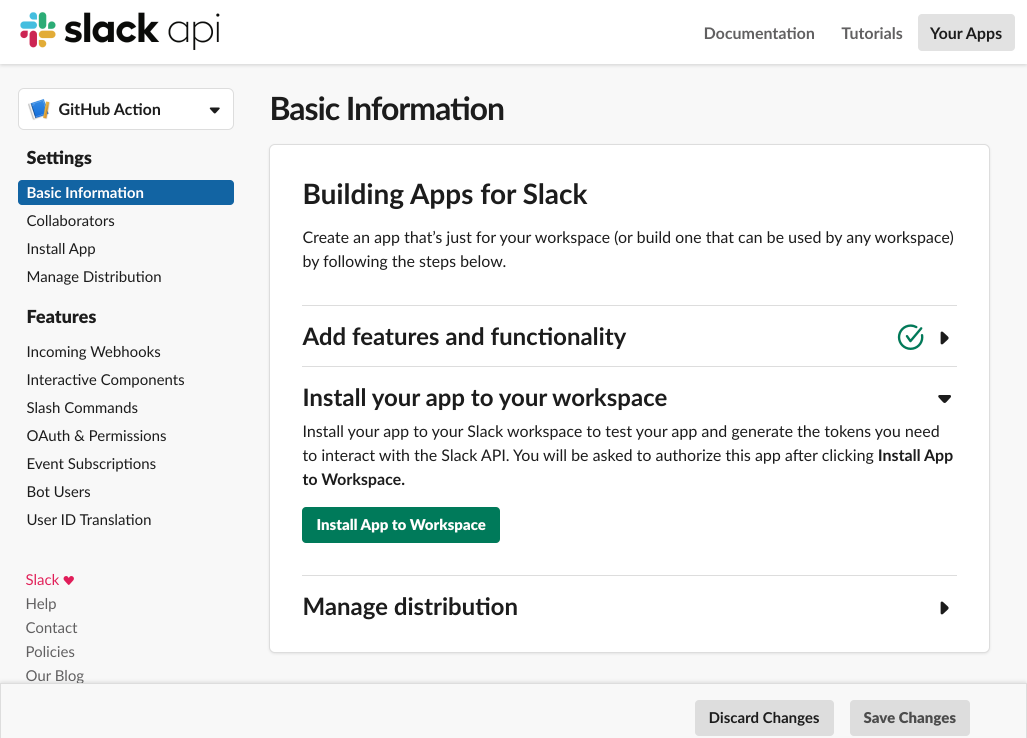 slack api
Documentation
Tutorials
Your Apps
GitHub Action
Settings
Basic Information
Collaborators
Install App
Manage Distribution
Features
Incoming Webhooks
Interactive Components
Slash Commands
OAuth & Permissions
Event Subscriptions
Bot Users
User ID Translation
Slack ♥
Help
Contact
Policies
Our Blog
Basic Information
Building Apps for Slack
Create an app that's just for your workspace (or build one that can be used by any workspace)
by following the steps below.
Add features and functionality
Install your app to your workspace
Install your app to your Slack workspace to test your app and generate the tokens you need
to interact with the Slack API. You will be asked to authorize this app after clicking Install App
to Workspace.
Install App to Workspace
Manage distribution
Discard Changes
Save Changes